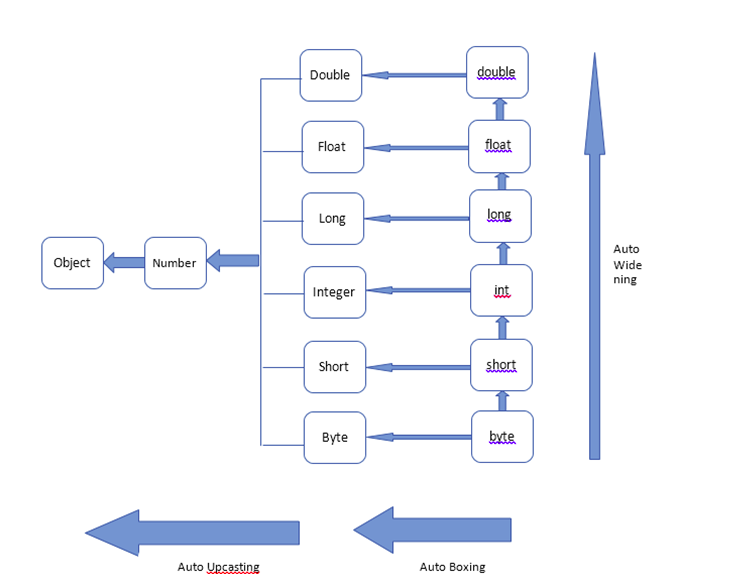 Double
double
Float
float
Long
long
Object
Number
Auto
Wide
ning
Integer
int
Short
short
Byte
byte
Auto Upcasting
Auto Boxing